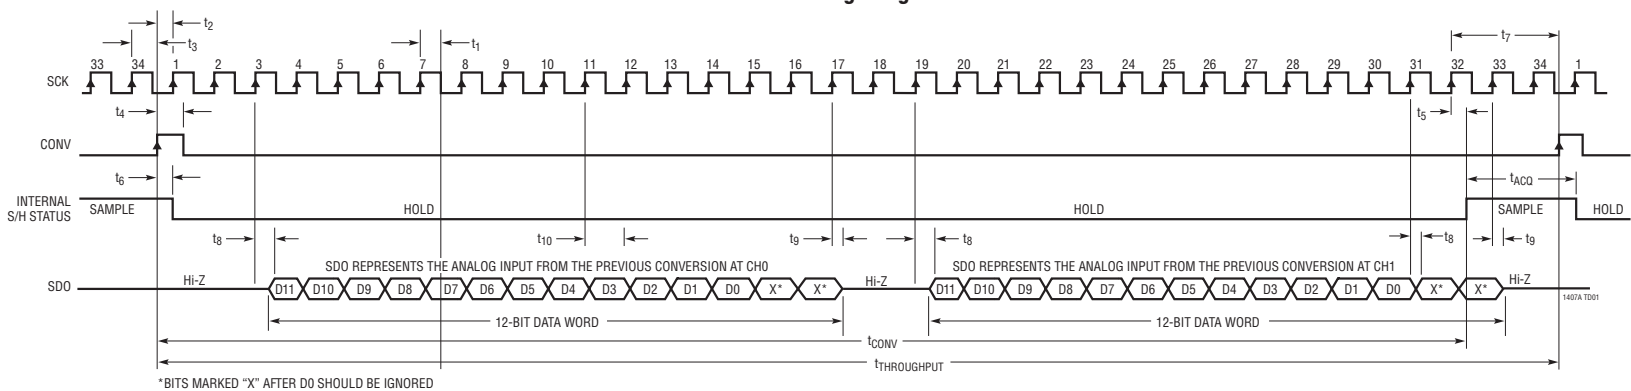 t2
t3
t1
t7
33 34 1 2 3 4 5 6 7 8 9 10 11 12 13 14 15 16 17 18 19 20 21 22 23 24 25 26 27 28 29 30 31 32 33 34 1
SCK
t4
t5
CONV
t6
tACQ
INTERNAL
S/H STATUS
SAMPLE HOLD HOLD SAMPLE HOLD
t8 t10 t9 t8 t8 t9
SDO REPRESENTS THE ANALOG INPUT FROM THE PREVIOUS CONVERSION AT CH0 SDO REPRESENTS THE ANALOG INPUT FROM THE PREVIOUS CONVERSION AT CH1
SDO Hi-Z D11 D10 D9 D8 D7 D6 D5 D4 D3 D2 D1 D0 X* X* Hi-Z D11 D10 D9 D8 D7 D6 D5 D4 D3 D2 D1 D0 X* X* Hi-Z
1407A TD01
12-BIT DATA WORD 12-BIT DATA WORD
tCONV
tTHROUGHPUT
*BITS MARKED "X" AFTER D0 SHOULD BE IGNORED